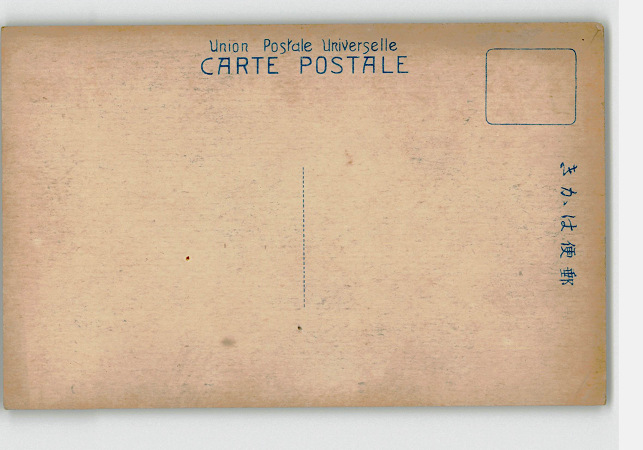 Union Postale Universelle
CARTE POSTALE
郵便はかき